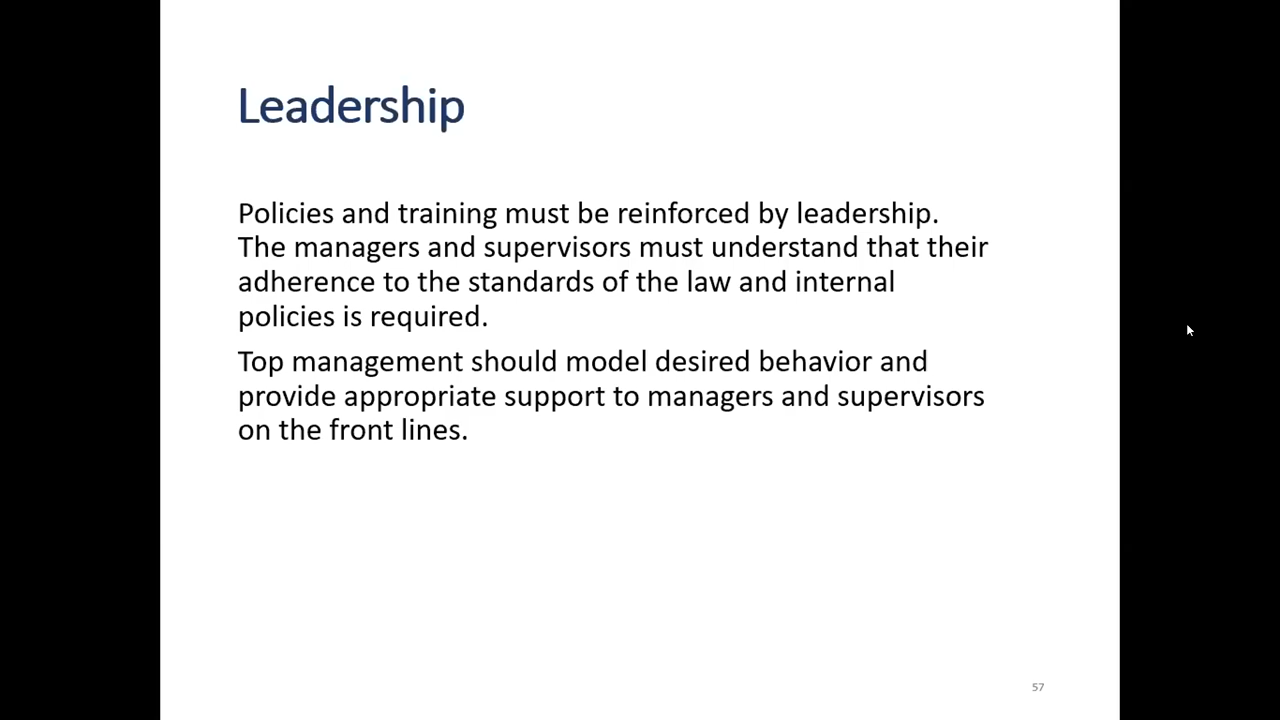 Leadership
Policies and training must be reinforced by leadership.
The managers and supervisors must understand that their
adherence to the standards of the law and internal
policies is required.
Top management should model desired behavior and
provide appropriate support to managers and supervisors
on the front lines.
57